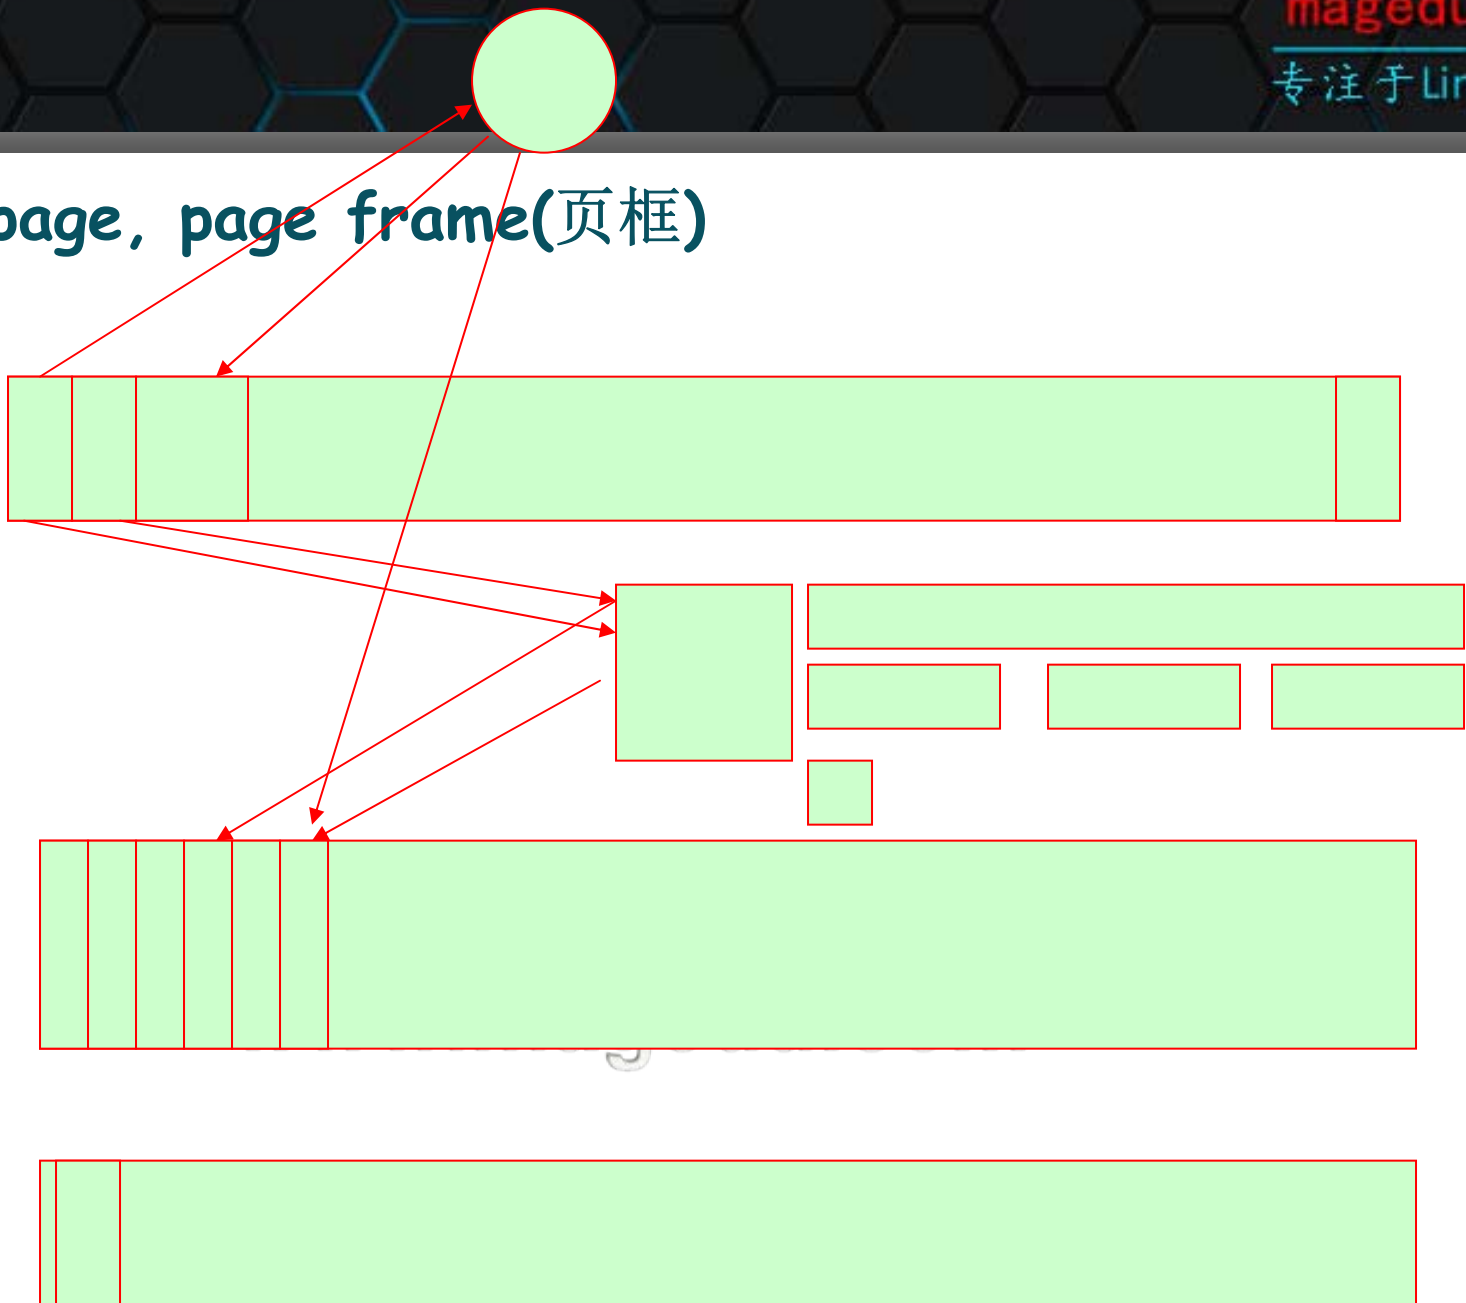 magedu
专注于Lin
page, page frame(页框)